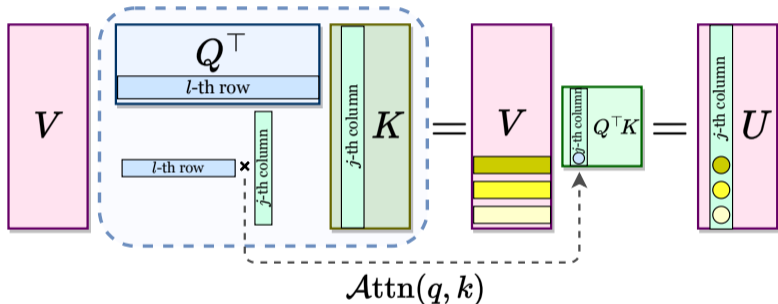 V
Q⊤
l-th row
l-th row
j-th column
j-th column
K
=
V
j-th column
Q⊤K
=
j-th column
U
Attn(q, k)